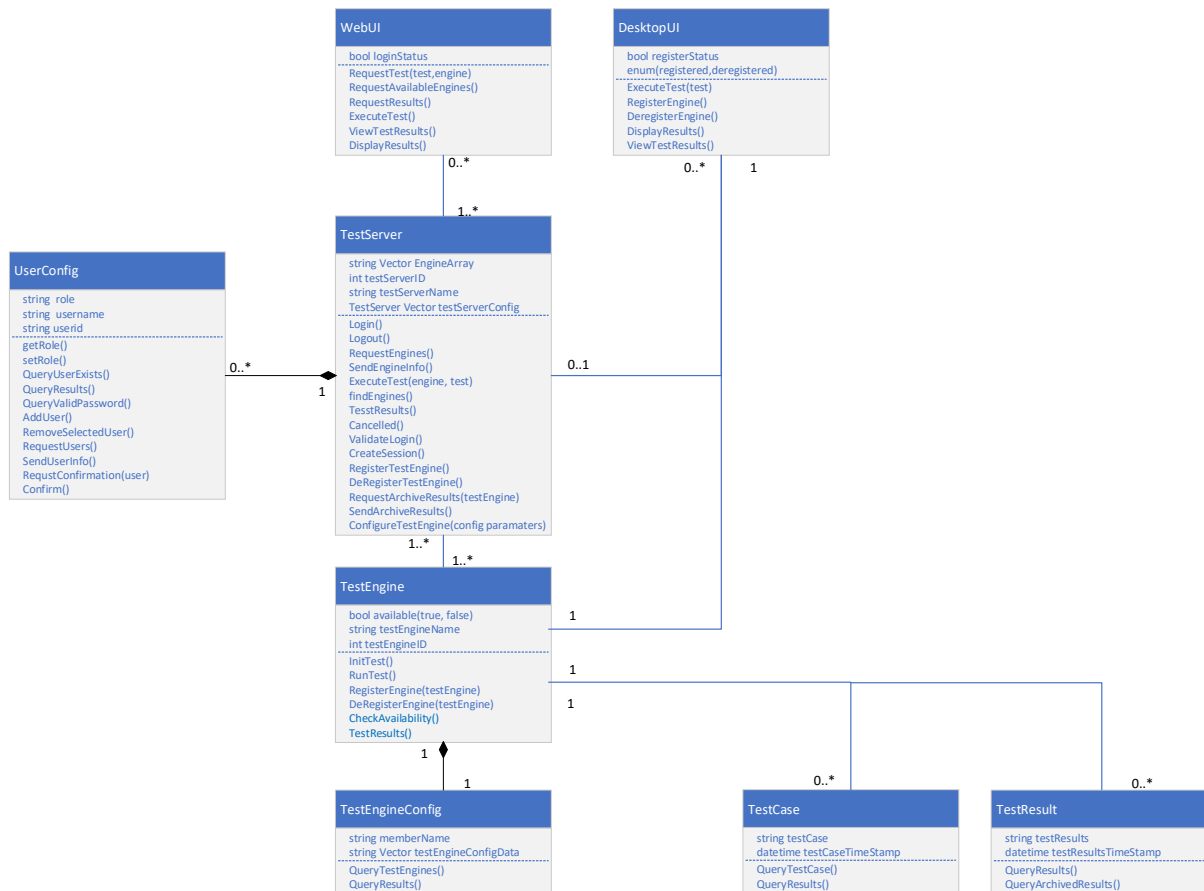 WebUI
bool loginStatus
RequestTest(test,engine)
RequestAvailableEngines()
RequestResults()
ExecuteTest()
ViewTestResults()
DisplayResults()
0..*
DesktopUI
bool registerStatus
enum(registered,deregistered)
ExecuteTest(test)
RegisterEngine()
DeregisterEngine()
DisplayResults()
ViewTestResults()
0..*
1
1..*
TestServer
string Vector EngineArray
int testServerID
string testServerName
TestServer Vector testServerConfig
Login()
Logout()
RequestEngines()
SendEngineInfo()
ExecuteTest(engine, test)
findEngines()
TesstResults()
Cancelled()
ValidateLogin()
CreateSession()
RegisterTestEngine()
DeRegisterTestEngine()
RequestArchiveResults(testEngine)
SendArchiveResults()
ConfigureTestEngine(config paramaters)
0..1
UserConfig
string role
string username
string userid
getRole()
setRole()
QueryUserExists()
QueryResults()
QueryValidPassword()
AddUser()
RemoveSelectedUser()
RequestUsers()
SendUserInfo()
RequstConfirmation(user)
Confirm()
0..*
1
1..*
1..*
TestEngine
bool available(true, false)
string testEngineName
int testEngineID
InitTest()
RunTest()
RegisterEngine(testEngine)
DeRegisterEngine(testEngine)
CheckAvailability()
TestResults()
1
1
1
1
1
TestEngineConfig
string memberName
string Vector testEngineConfigData
QueryTestEngines()
QueryResults()
0..*
TestCase
string testCase
datetime testCaseTimeStamp
QueryTestCase()
QueryResults()
0..*
TestResult
string testResults
datetime testResultsTimeStamp
QueryResults()
QueryArchivedResults()